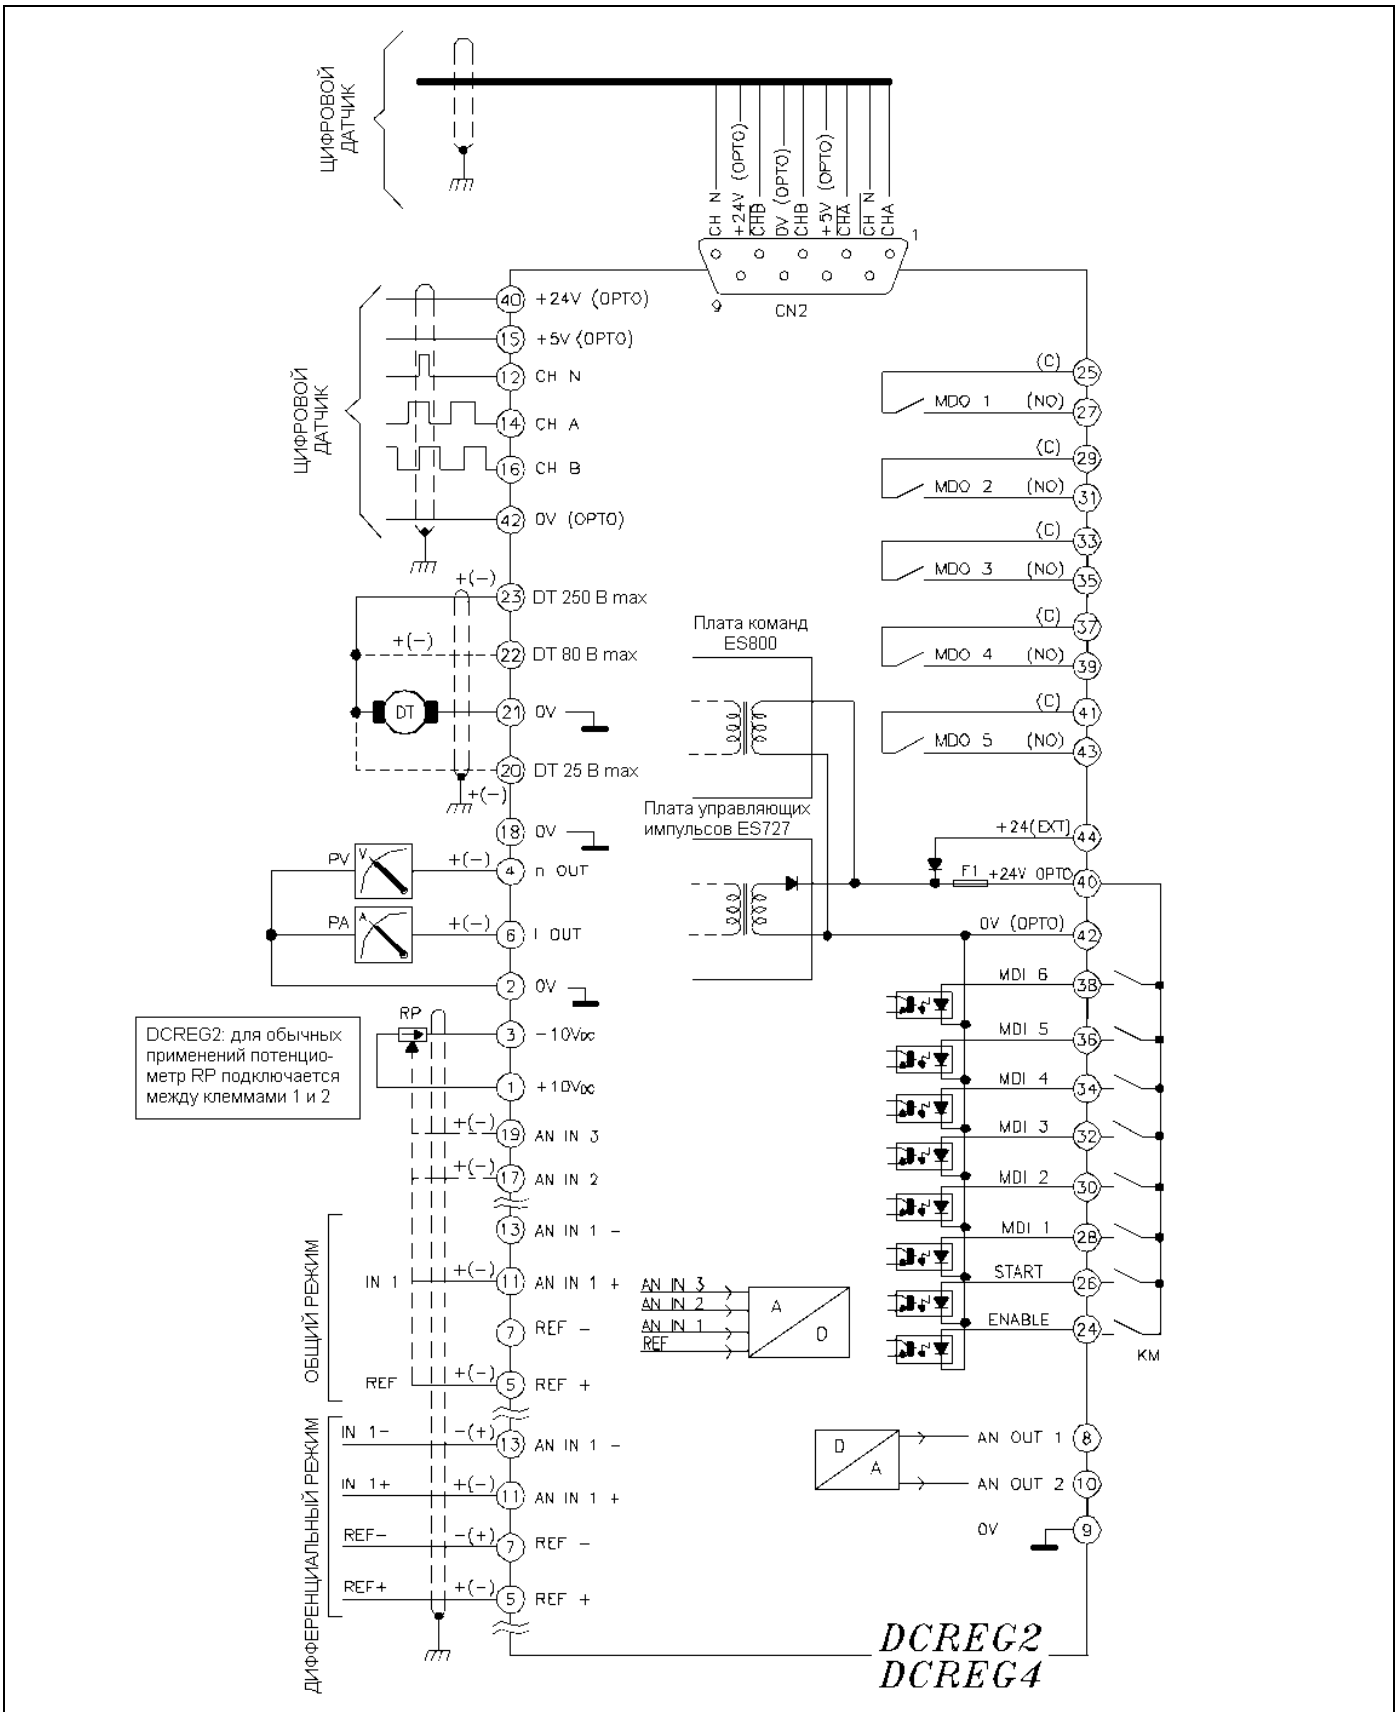 ЦИФРОВОЙ
ДАТЧИК
CH N
+24V (OPTO)
CHB
0V (OPTO)
CHB
+5V (OPTO)
CHA
CH N
CHA
1
9
CN2
ЦИФРОВОЙ
ДАТЧИК
40 +24V (OPTO)
15 +5V (OPTO)
12 CH N
14 CH A
16 CH B
42 0V (OPTO)
+(-)
23 DT 250 В max
+(-)
22 DT 80 В max
DT
21 0V
20 DT 25 В max
+(-)
18 0V
PV V +(-) 4 n OUT
PA A +(-) 6 I OUT
2 0V
RP
3 -10VDC
1 +10VDC
DCREG2: для обычных
применений потенцио-
метр RP подключается
между клеммами 1 и 2
+(-) 19 AN IN 3
+(-) 17 AN IN 2
ОБЩИЙ РЕЖИМ
13 AN IN 1 -
IN 1 +(-) 11 AN IN 1 +
7 REF -
REF +(-) 5 REF +
ДИФФЕРЕНЦИАЛЬНЫЙ РЕЖИМ
IN 1- -(+) 13 AN IN 1 -
IN 1+ +(-) 11 AN IN 1 +
REF- -(+) 7 REF -
REF+ +(-) 5 REF +
Плата команд
ES800
Плата управляющих
импульсов ES727
AN IN 3
AN IN 2
AN IN 1
REF
A
D
(C) 25
MDO 1 (NO) 27
(C) 29
MDO 2 (NO) 31
(C) 33
MDO 3 (NO) 35
(C) 37
MDO 4 (NO) 39
(C) 41
MDO 5 (NO) 43
+24(EXT) 44
F1 +24V OPTO 40
0V (OPTO) 42
MDI 6 38
MDI 5 36
MDI 4 34
MDI 3 32
MDI 2 30
MDI 1 28
START 26
ENABLE 24
KM
D
A
AN OUT 1 8
AN OUT 2 10
0V 9
DCREG2
DCREG4